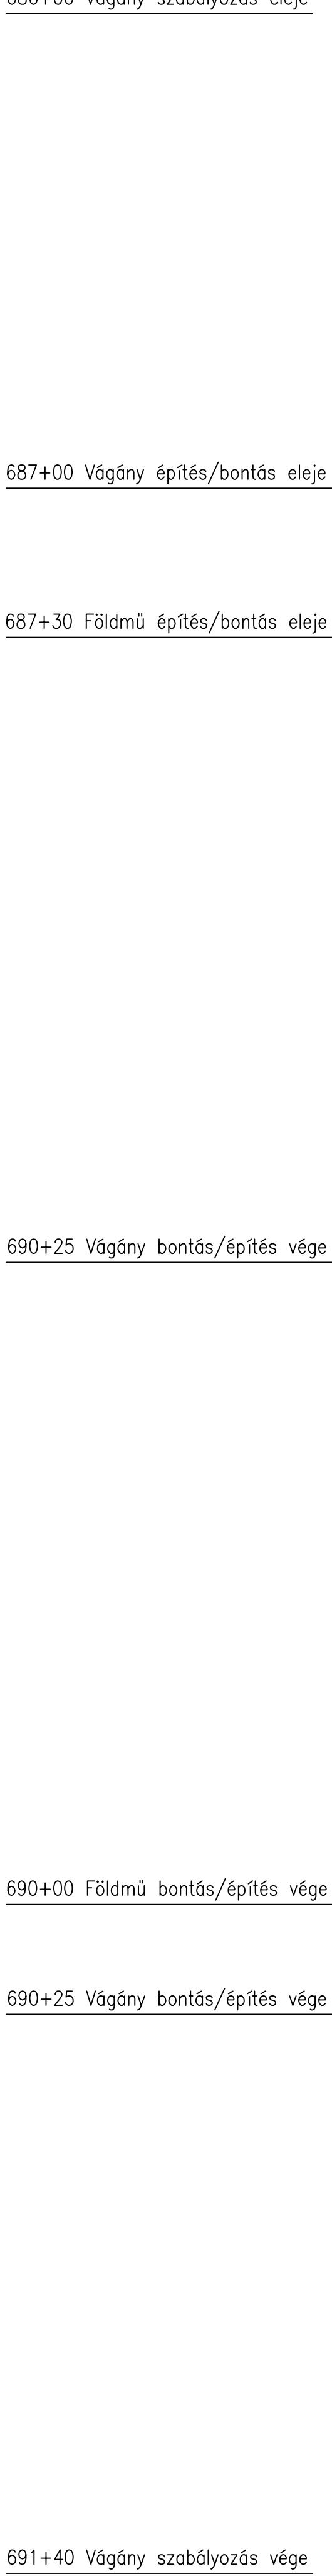 Vágány szabályozás eleje
687+00 Vágány építés/bontás eleje
687+30 Földmű építés/bontás eleje
690+25 Vágány bontás/építés vége
690+00 Földmű bontás/építés vége
690+25 Vágány bontás/építés vége
691+40 Vágány szabályozás vége